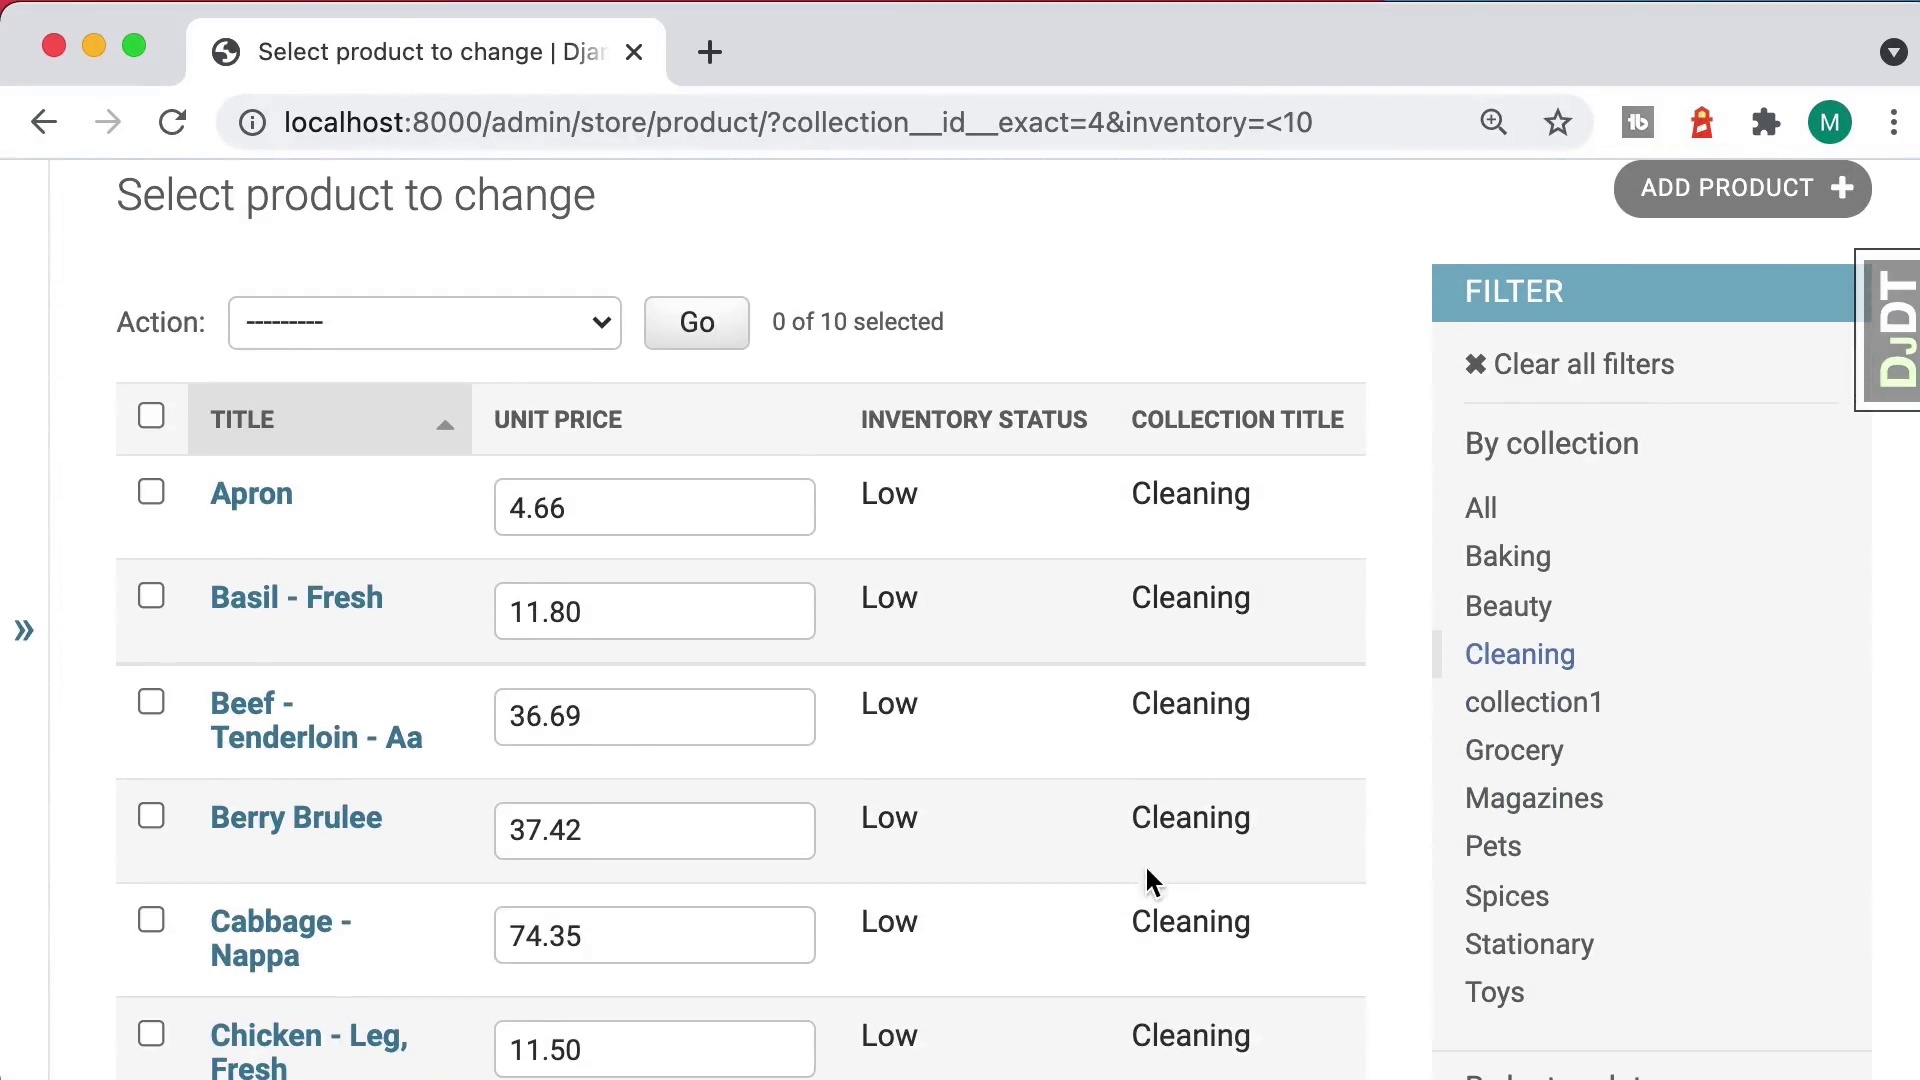 Select product to change | Djan
localhost:8000/admin/store/product/?collection__id__exact=4&inventory=<10
tb
M
Select product to change
ADD PRODUCT +
Action: --------- Go 0 of 10 selected
TITLE UNIT PRICE INVENTORY STATUS COLLECTION TITLE
Apron 4.66 Low Cleaning
Basil - Fresh 11.80 Low Cleaning
Beef -
Tenderloin - Aa 36.69 Low Cleaning
Berry Brulee 37.42 Low Cleaning
Cabbage -
Nappa 74.35 Low Cleaning
Chicken - Leg,
Fresh 11.50 Low Cleaning
»
FILTER
✖ Clear all filters
By collection
All
Baking
Beauty
Cleaning
collection1
Grocery
Magazines
Pets
Spices
Stationary
Toys
DJDT